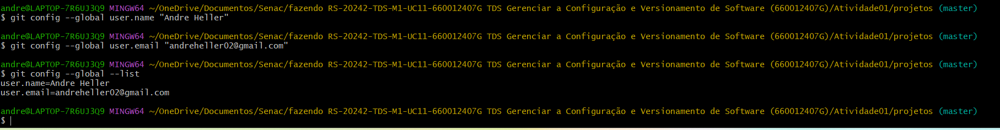 andre@LAPTOP-7R6UJ3Q9 MINGW64 ~/OneDrive/Documentos/Senac/fazendo RS-20242-TDS-M1-UC11-660012407G TDS Gerenciar a Configuração e Versionamento de Software (660012407G)/Atividade01/projetos (master)
$ git config --global user.name "Andre Heller"
andre@LAPTOP-7R6UJ3Q9 MINGW64 ~/OneDrive/Documentos/Senac/fazendo RS-20242-TDS-M1-UC11-660012407G TDS Gerenciar a Configuração e Versionamento de Software (660012407G)/Atividade01/projetos (master)
$ git config --global user.email "andreheller02@gmail.com"
andre@LAPTOP-7R6UJ3Q9 MINGW64 ~/OneDrive/Documentos/Senac/fazendo RS-20242-TDS-M1-UC11-660012407G TDS Gerenciar a Configuração e Versionamento de Software (660012407G)/Atividade01/projetos (master)
$ git config --global --list
user.name=Andre Heller
user.email=andreheller02@gmail.com
andre@LAPTOP-7R6UJ3Q9 MINGW64 ~/OneDrive/Documentos/Senac/fazendo RS-20242-TDS-M1-UC11-660012407G TDS Gerenciar a Configuração e Versionamento de Software (660012407G)/Atividade01/projetos (master)
$